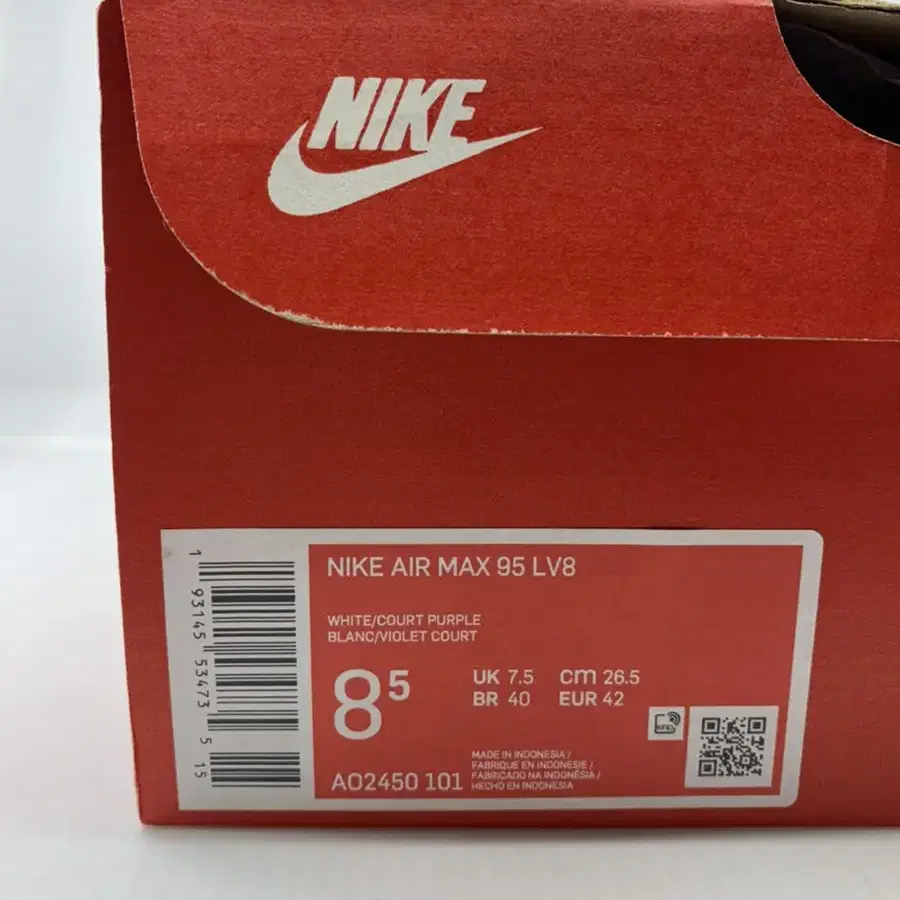 NIKE
NIKE AIR MAX 95 LV8
WHITE/COURT PURPLE
BLANC/VIOLET COURT
8⁵
UK 7.5 cm 26.5
BR 40 EUR 42
AO2450 101
MADE IN INDONESIA /
FABRIQUE EN INDONESIE /
FABRICADO NA INDONÉSIA /
HECHO EN INDONESIA
1 93145 53473 5 15